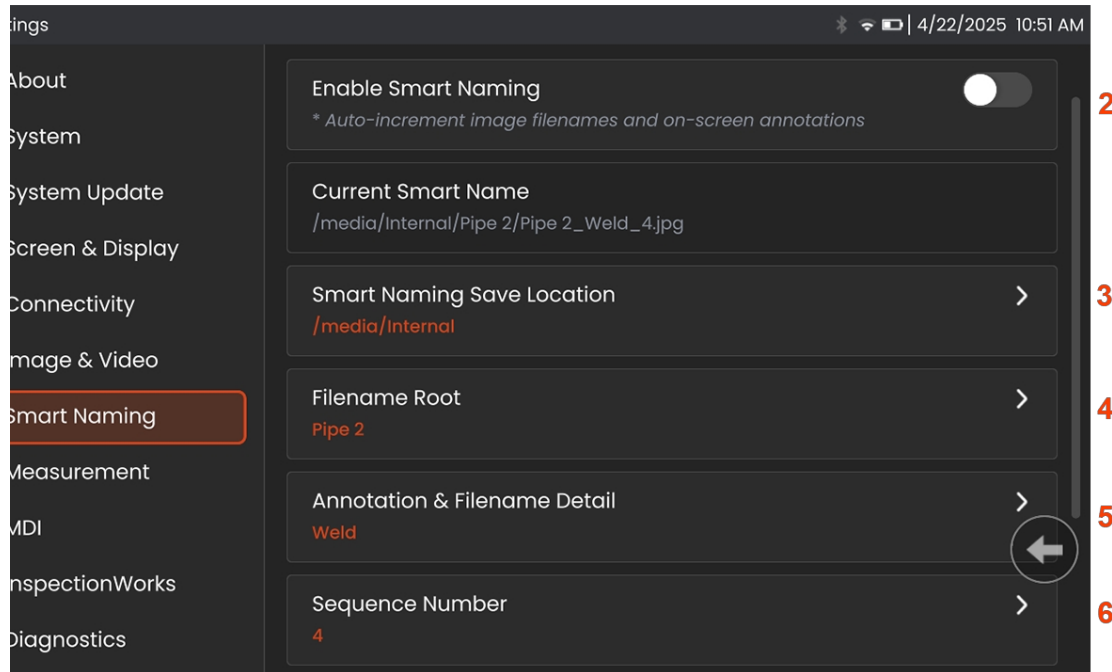 tings
4/22/2025 10:51 AM
About
System
System Update
Screen & Display
Connectivity
mage & Video
Smart Naming
Measurement
MDI
nspectionWorks
Diagnostics
Enable Smart Naming
* Auto-increment image filenames and on-screen annotations
2
Current Smart Name
/media/Internal/Pipe 2/Pipe 2_Weld_4.jpg
Smart Naming Save Location
/media/Internal
3
Filename Root
Pipe 2
4
Annotation & Filename Detail
Weld
5
Sequence Number
4
6